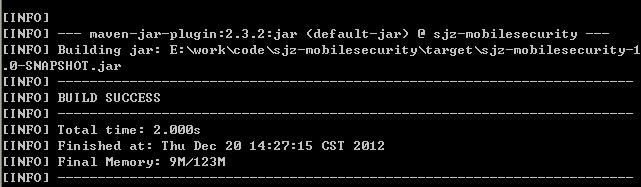 [INFO]
[INFO] --- maven-jar-plugin:2.3.2:jar (default-jar) @ sjz-mobilesecurity ---
[INFO] Building jar: E:\work\code\sjz-mobilesecurity\target\sjz-mobilesecurity-1
.0-SNAPSHOT.jar
[INFO] ------------------------------------------------------------------------
[INFO] BUILD SUCCESS
[INFO] ------------------------------------------------------------------------
[INFO] Total time: 2.000s
[INFO] Finished at: Thu Dec 20 14:27:15 CST 2012
[INFO] Final Memory: 9M/123M
[INFO] ------------------------------------------------------------------------